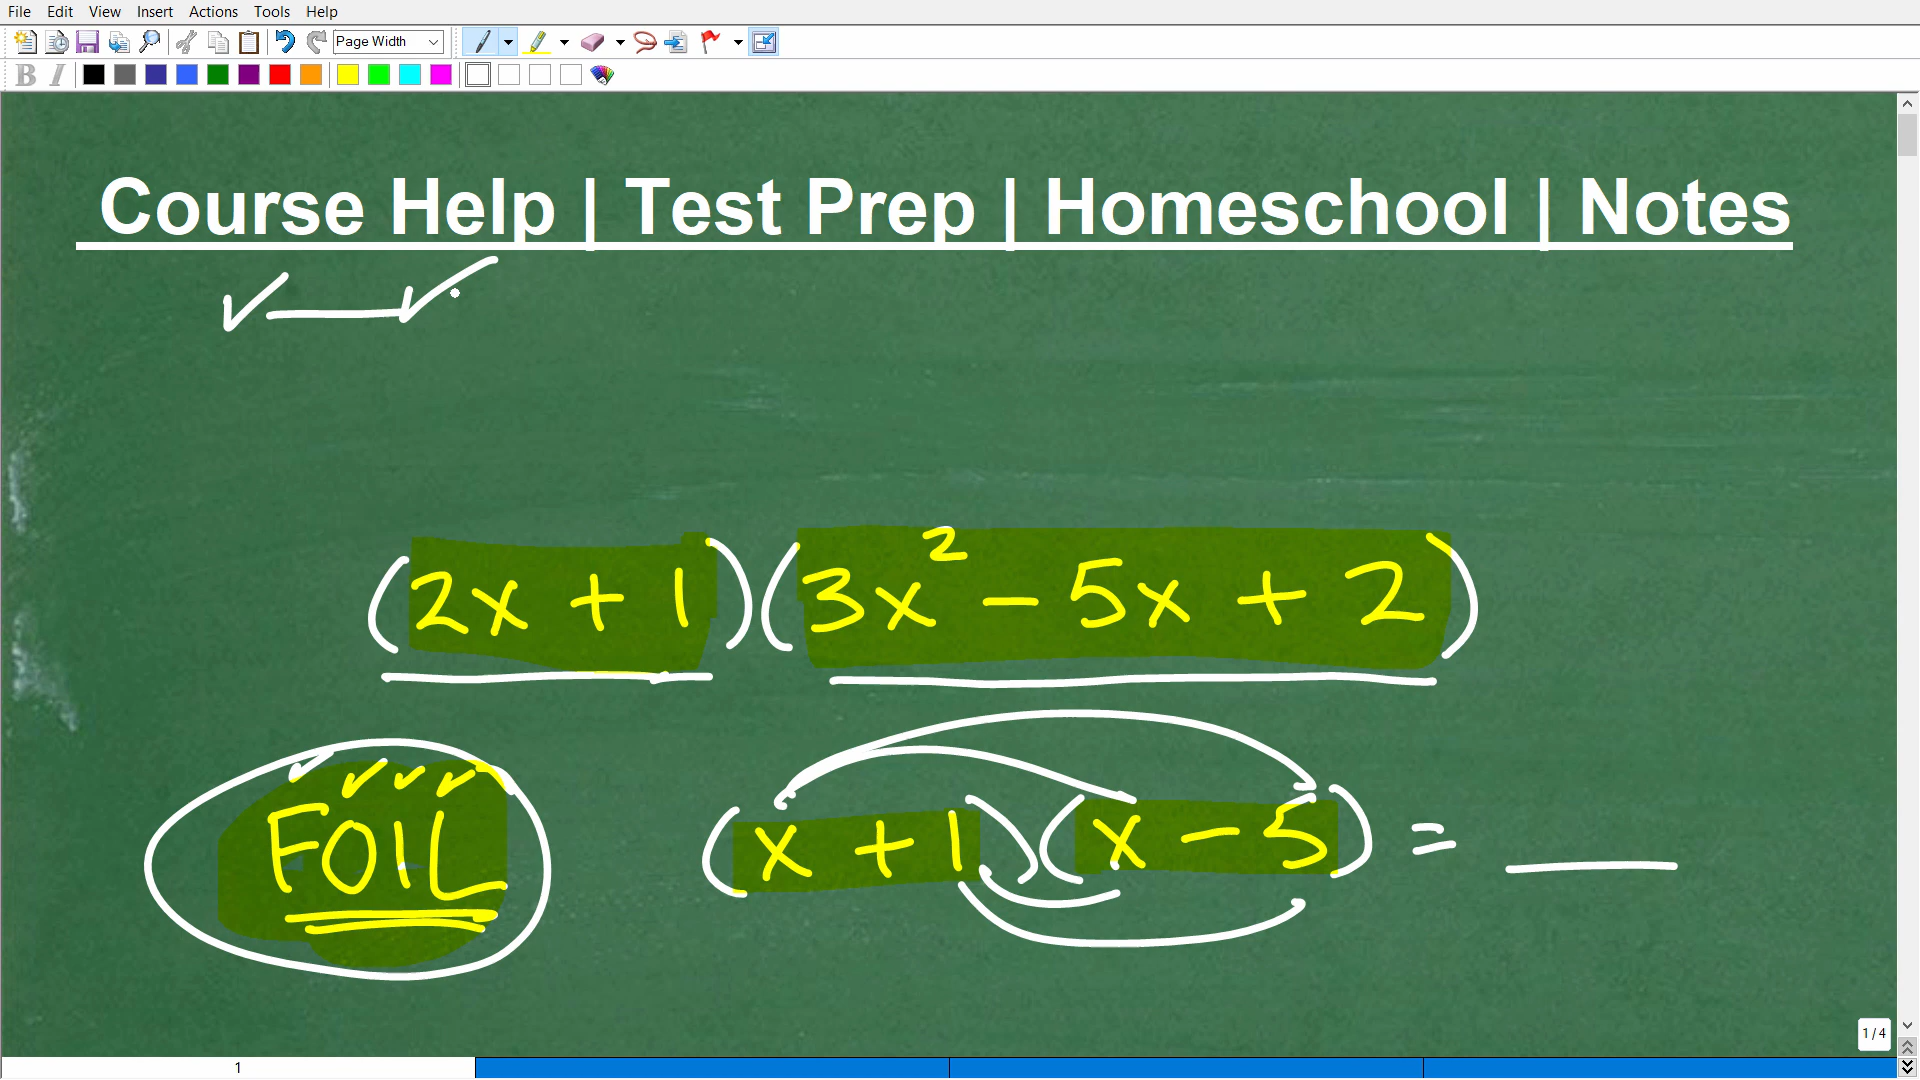 File Edit View Insert Actions Tools Help
Page Width
B I
Course Help | Test Prep | Homeschool | Notes
(2x + 1)(3x² - 5x + 2)
FOIL (x + 1)(x - 5) = ___
1 / 4
1